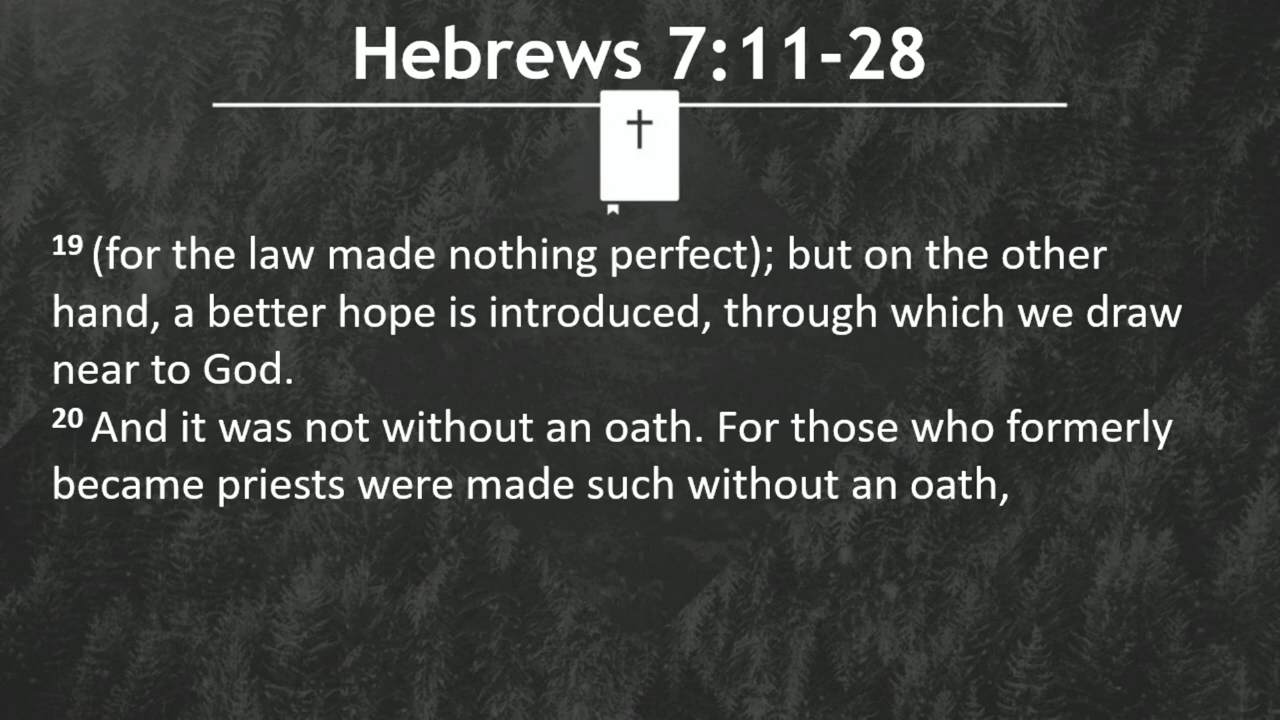 Hebrews 7:11-28
19 (for the law made nothing perfect); but on the other
hand, a better hope is introduced, through which we draw
near to God.
20 And it was not without an oath. For those who formerly
became priests were made such without an oath,